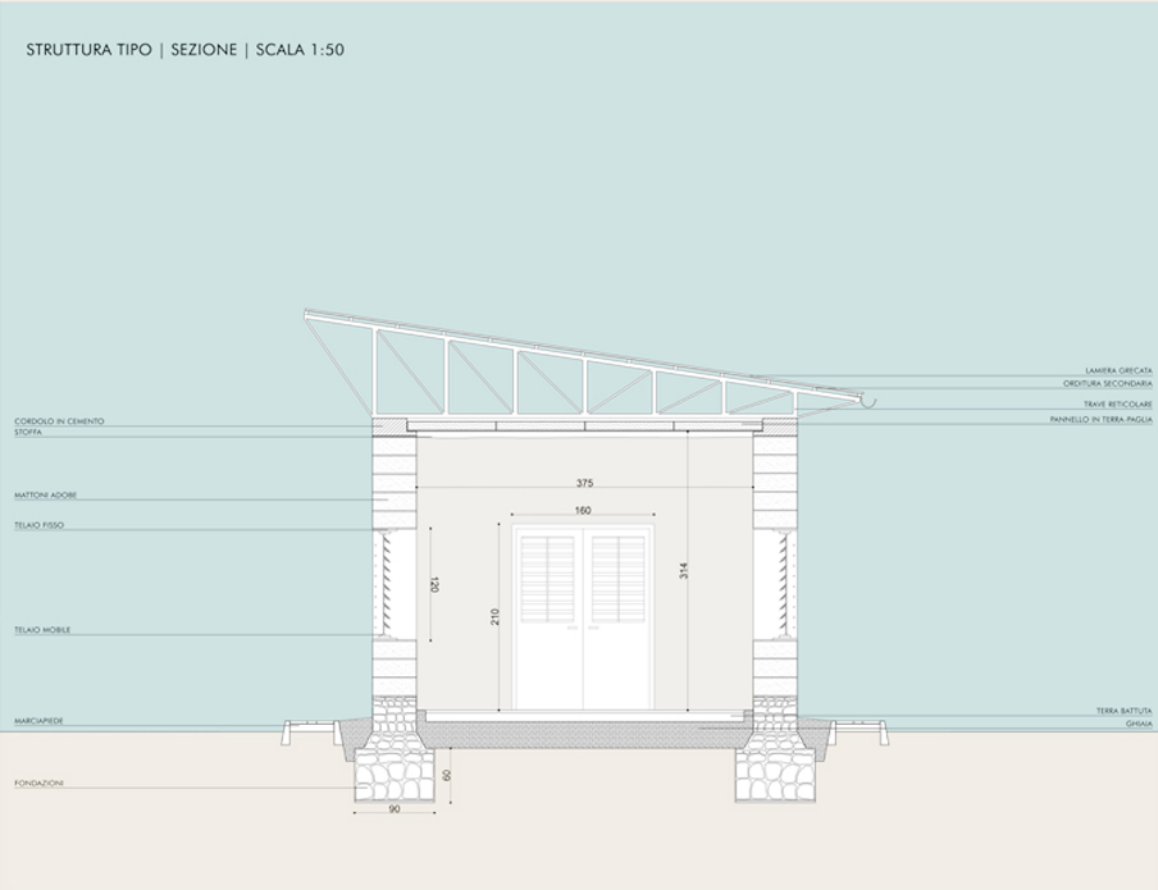 STRUTTURA TIPO | SEZIONE | SCALA 1:50
LAMIERA GRECATA
ORDITURA SECONDARIA
TRAVE RETICOLARE
PANNELLO IN TERRA-PAGLIA
CORDOLO IN CEMENTO
STOFFA
MATTONI ADOBE
TELAIO FISSO
TELAIO MOBILE
MARCIAPIEDE
FONDAZIONI
375
160
120
210
314
TERRA BATTUTA
GHIAIA
60
90